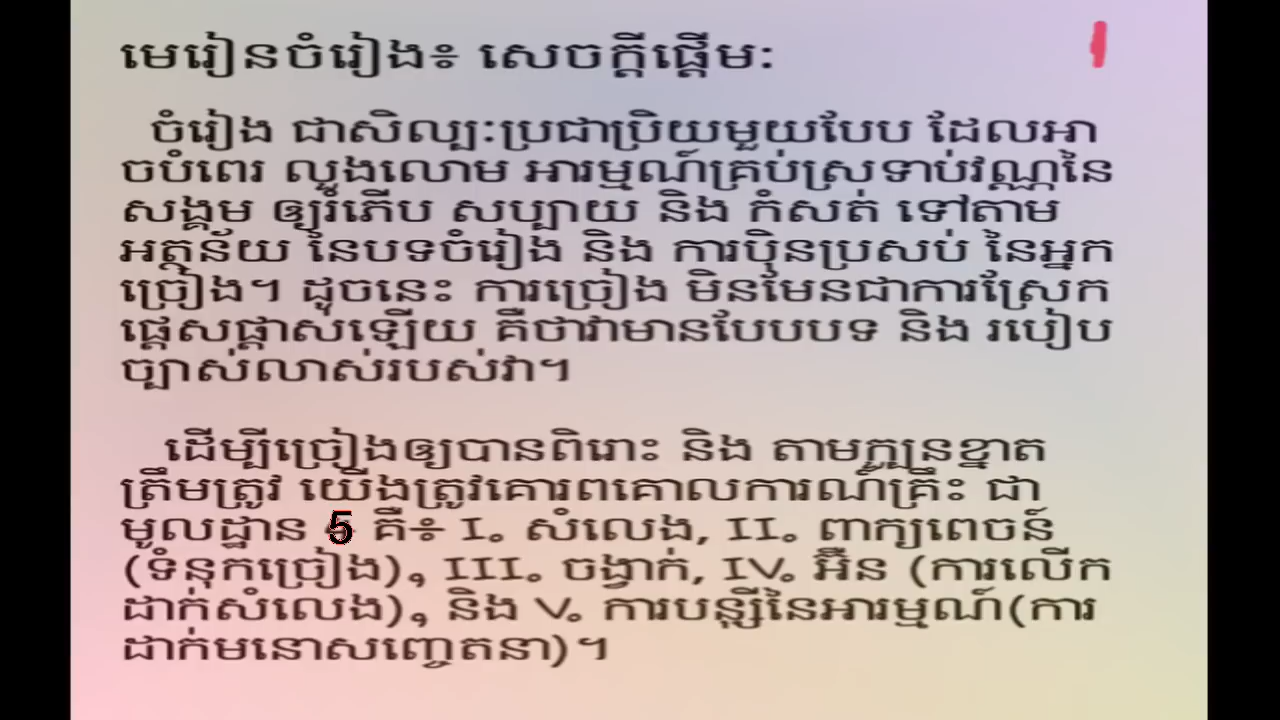 មេរៀនចំរៀង៖ សេចក្តីផ្តើម:
1
ចំរៀង ជាសិល្បៈប្រជាប្រិយមួយបែប ដែលអា
ចបំពេរ លួងលោម អារម្មណ៍គ្រប់ស្រទាប់វណ្ណនៃ
សង្គម ឲ្យរំភើប សប្បាយ និង កំសត់ ទៅតាម
អត្តន័យ នៃបទចំរៀង និង ការប៉ិនប្រសប់ នៃអ្នក
ច្រៀង។ ដូចនេះ ការច្រៀង មិនមែនជាការស្រែក
ផ្តេសផ្តាសឡើយ គឺថាវាមានបែបបទ និង របៀប
ច្បាស់លាស់របស់វា។
ដើម្បីច្រៀងឲ្យបានពិរោះ និង តាមក្បួនខ្នាត
ត្រឹមត្រូវ យើងត្រូវគោរពគោលការណ៍គ្រឹះ ជា
មូលដ្ឋាន 5 គឺ៖ I. សំលេង, II. ពាក្យពេចន៍
(ទំនុកច្រៀង), III. ចង្វាក់, IV. អ៊ីន (ការលើក
ដាក់សំលេង), និង V. ការបន្ស៊ីនៃអារម្មណ៍(ការ
ដាក់មនោសញ្ចេតនា)។